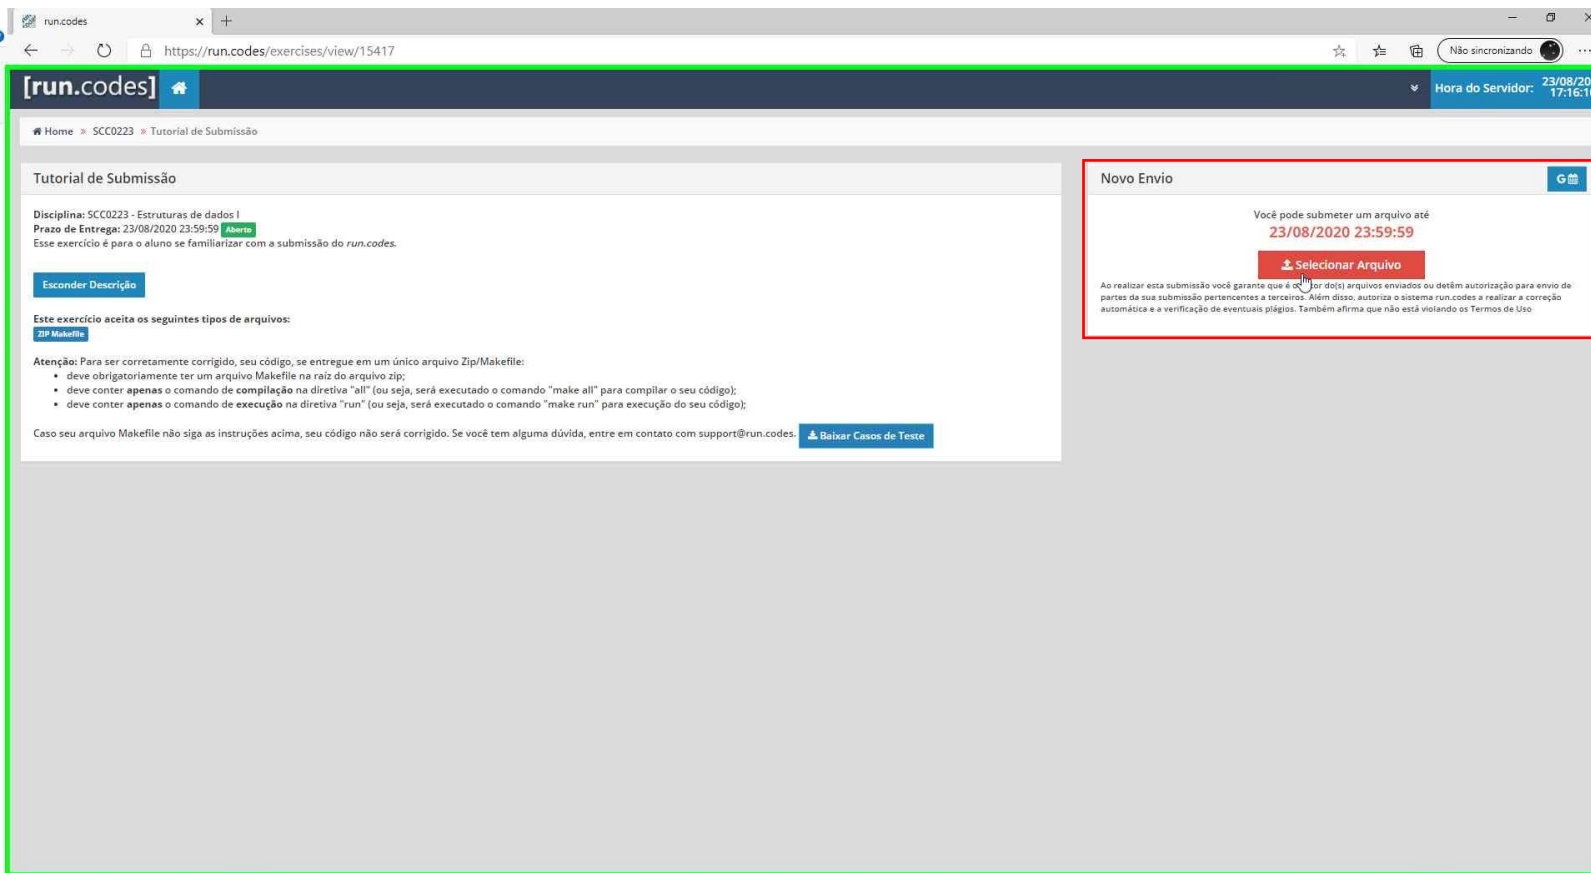 run.codes
https://run.codes/exercises/view/15417
Não sincronizando
[run.codes]
Hora do Servidor:
23/08/20
17:16:1
Home » SCC0223 » Tutorial de Submissão
Tutorial de Submissão
Disciplina: SCC0223 - Estruturas de dados I
Prazo de Entrega: 23/08/2020 23:59:59 Aberto
Esse exercício é para o aluno se familiarizar com a submissão do run.codes.
Esconder Descrição
Este exercício aceita os seguintes tipos de arquivos:
ZIP Makefile
Atenção: Para ser corretamente corrigido, seu código, se entregue em um único arquivo Zip/Makefile:
• deve obrigatoriamente ter um arquivo Makefile na raíz do arquivo zip;
• deve conter apenas o comando de compilação na diretiva "all" (ou seja, será executado o comando "make all" para compilar o seu código);
• deve conter apenas o comando de execução na diretiva "run" (ou seja, será executado o comando "make run" para execução do seu código);
Caso seu arquivo Makefile não siga as instruções acima, seu código não será corrigido. Se você tem alguma dúvida, entre em contato com support@run.codes. Baixar Casos de Teste
Novo Envio
G
Você pode submeter um arquivo até
23/08/2020 23:59:59
Selecionar Arquivo
Ao realizar esta submissão você garante que é do(s) arquivos enviados ou detêm autorização para envio de
partes da sua submissão pertencentes a terceiros. Além disso, autoriza o sistema run.codes a realizar a correção
automática e a verificação de eventuais plágios. Também afirma que não está violando os Termos de Uso